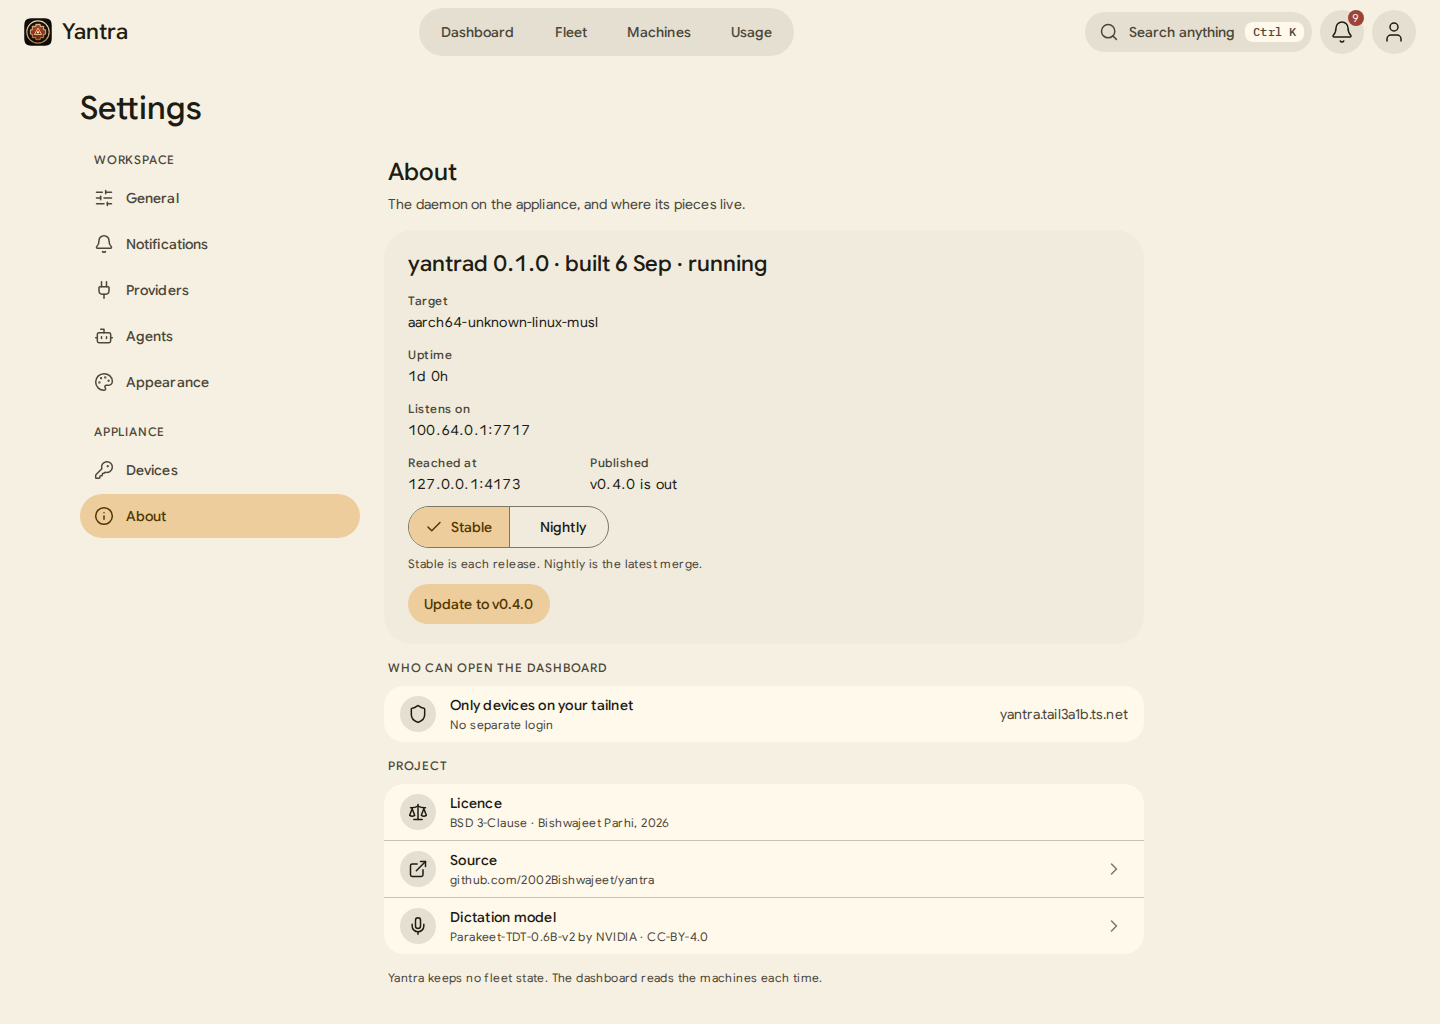 Yantra
Dashboard Fleet Machines Usage
Search anything Ctrl K
9
Settings
WORKSPACE
General
Notifications
Providers
Agents
Appearance
APPLIANCE
Devices
About
About
The daemon on the appliance, and where its pieces live.
yantrad 0.1.0 · built 6 Sep · running
Target
aarch64-unknown-linux-musl
Uptime
1d 0h
Listens on
100.64.0.1:7717
Reached at Published
127.0.0.1:4173 v0.4.0 is out
Stable Nightly
Stable is each release. Nightly is the latest merge.
Update to v0.4.0
WHO CAN OPEN THE DASHBOARD
Only devices on your tailnet
No separate login
yantra.tail3a1b.ts.net
PROJECT
Licence
BSD 3-Clause · Bishwajeet Parhi, 2026
Source
github.com/2002Bishwajeet/yantra
Dictation model
Parakeet-TDT-0.6B-v2 by NVIDIA · CC-BY-4.0
Yantra keeps no fleet state. The dashboard reads the machines each time.